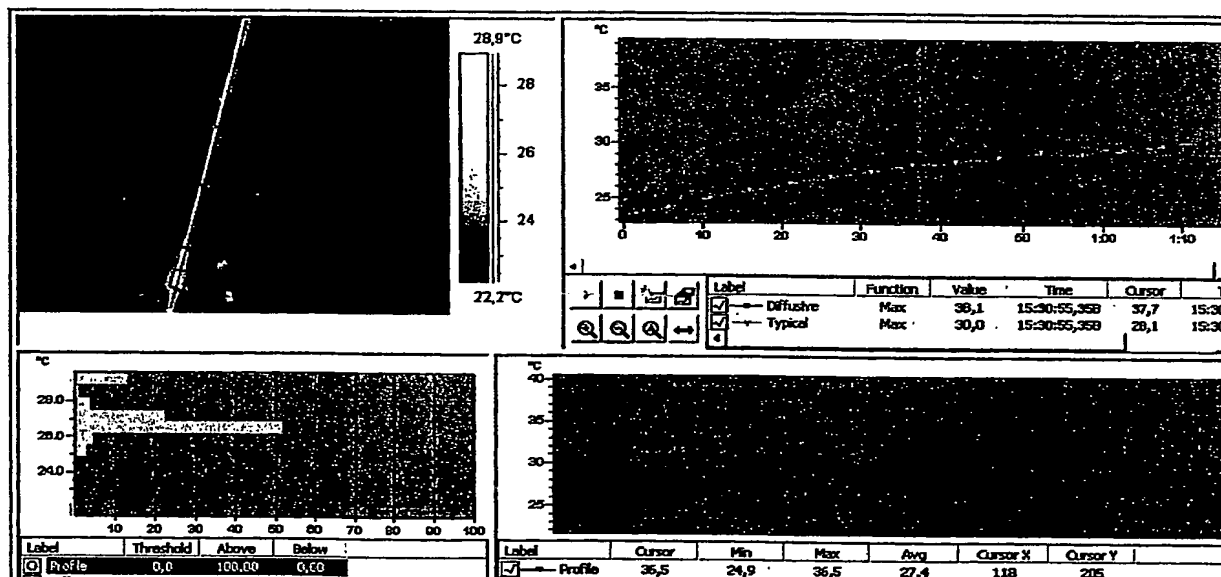 28,9°C
28
26
24
22,2°C
°C
35
30
25
0 10 20 30 40 50 1:00 1:10
Label Function Value Time Cursor
Diffusive Max 38,1 15:30:55,358 37,7 15:30
Typical Max 30,0 15:30:55,358 28,1 15:30
°C
28.0
26.0
24.0
10 20 30 40 50 60 70 80 90 100
Label Threshold Above Below
Profile 0,0 100,00 0,00
°C
40
35
30
25
Label Cursor Min Max Avg Cursor X Cursor Y
Profile 36,5 24,9 36,5 27,4 118 205